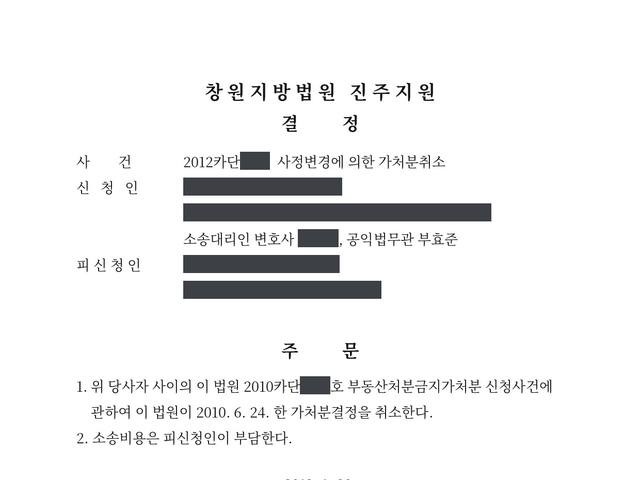 창원지방법원 진주지원
결 정
사 건 2012카단 사정변경에 의한 가처분취소
신 청 인
소송대리인 변호사 , 공익법무관 부효준
피 신 청 인
주 문
1. 위 당사자 사이의 이 법원 2010카단 호 부동산처분금지가처분 신청사건에
관하여 이 법원이 2010. 6. 24. 한 가처분결정을 취소한다.
2. 소송비용은 피신청인이 부담한다.